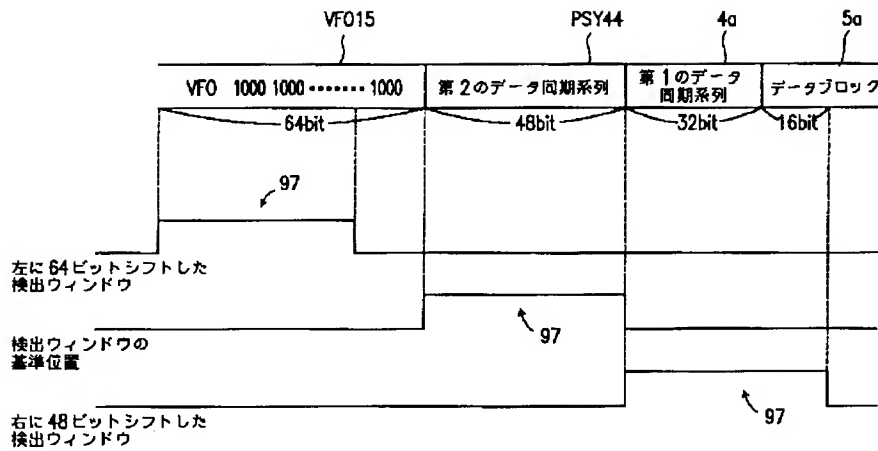 VFO15 PSY44 4a 5a
VFO 1000 1000 ········ 1000 第2のデータ同期系列 第1のデータ
同期系列 データブロック
64bit 48bit 32bit 16bit
97
左に64ビットシフトした
検出ウィンドウ
97
検出ウィンドウの
基準位置
97
右に48ビットシフトした
検出ウィンドウ